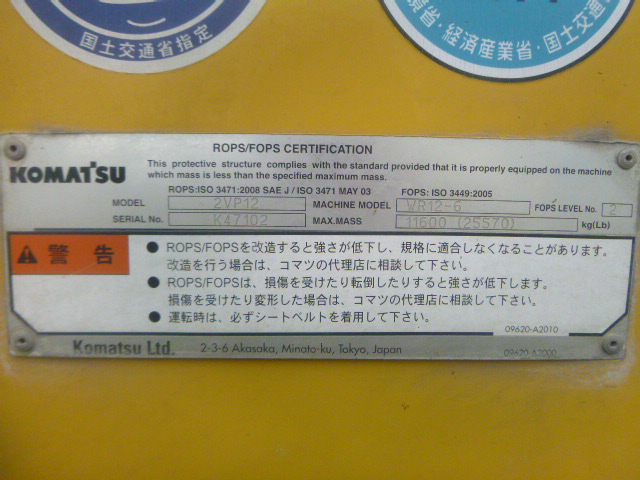 国土交通省指定
省・経済産業省・国土交通
ROPS/FOPS CERTIFICATION
KOMATSU
This protective structure complies with the standard provided that it is properly equipped on the machine
which mass is less than the specified maximum mass.
ROPS:ISO 3471:2008 SAE J / ISO 3471 MAY 03 FOPS: ISO 3449:2005
MODEL 2VP12 MACHINE MODEL WR12-6 FOPS LEVEL No. 2
SERIAL No. K47102 MAX.MASS 11600 (25570) kg(Lb)
警告
● ROPS/FOPSを改造すると強さが低下し、規格に適合しなくなることがあります。
改造を行う場合は、コマツの代理店に相談して下さい。
● ROPS/FOPSは、損傷を受けたり転倒したりすると強さが低下します。
損傷を受けたり変形した場合は、コマツの代理店に相談して下さい。
● 運転時は、必ずシートベルトを着用して下さい。
09620-A2010
Komatsu Ltd. 2-3-6 Akasaka, Minato-ku, Tokyo, Japan
09620-A2000